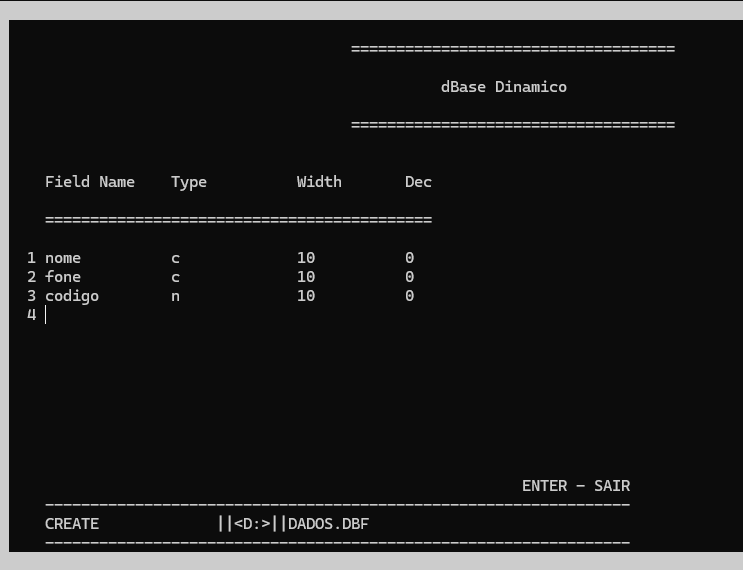 ====================================
dBase Dinamico
====================================
Field Name Type Width Dec
===========================================
1 nome c 10 0
2 fone c 10 0
3 codigo n 10 0
4
ENTER - SAIR
-----------------------------------------------------------------
CREATE ||<D:>||DADOS.DBF
-----------------------------------------------------------------